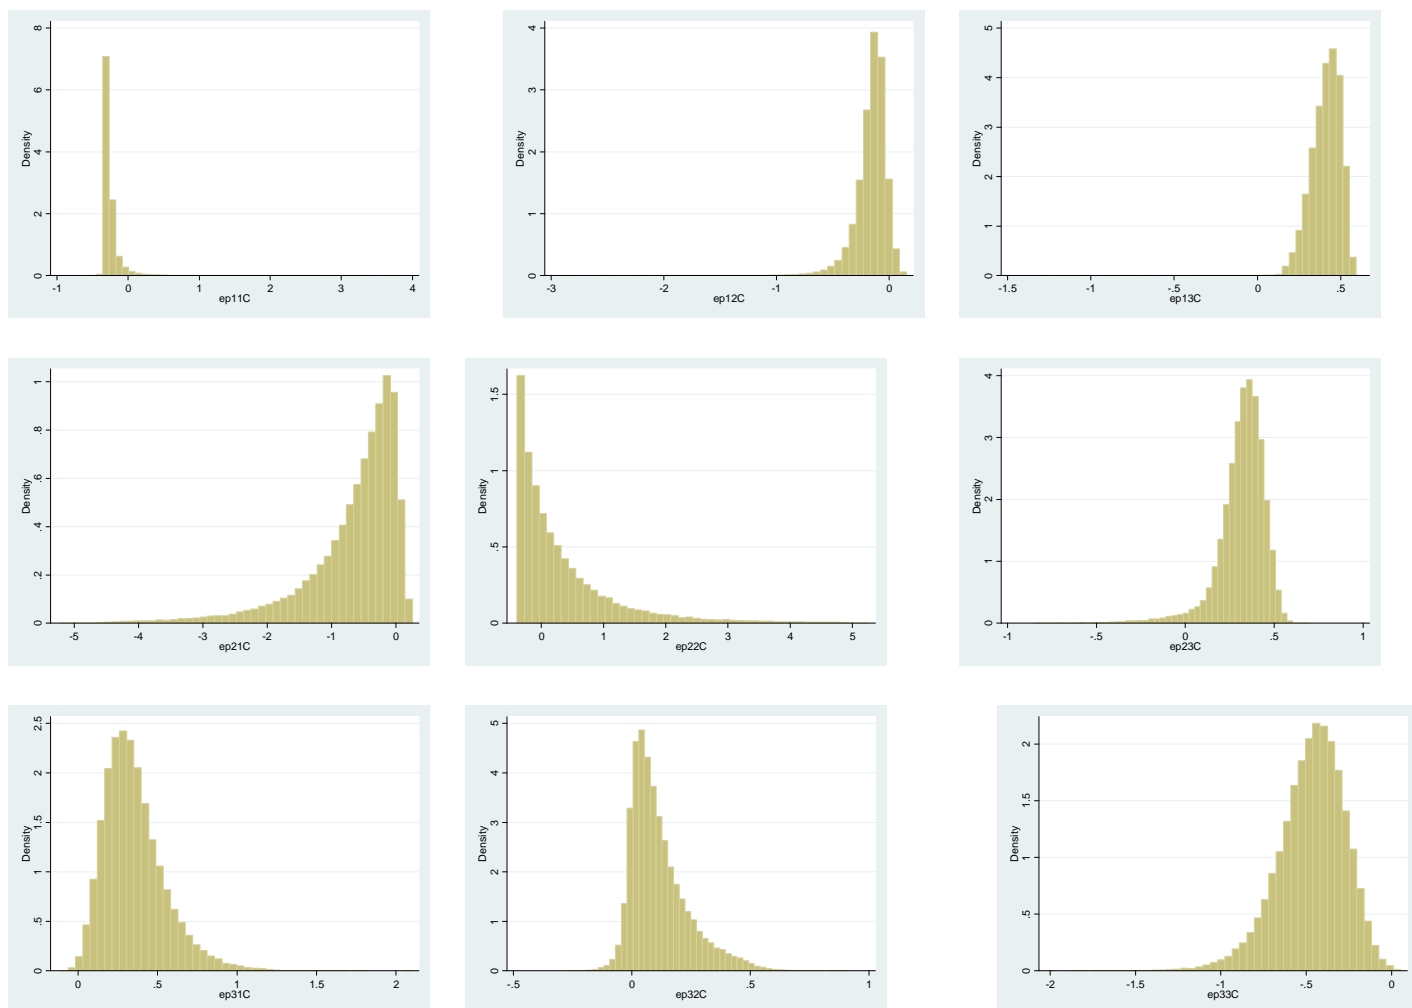 8
6
4
2
0
Density
-1 0 1 2 3 4
ep11C
4
3
2
1
0
Density
-3 -2 -1 0
ep12C
5
4
3
2
1
0
Density
-1.5 -1 -.5 0 .5
ep13C
1
.8
.6
.4
.2
0
Density
-5 -4 -3 -2 -1 0
ep21C
1.5
1
.5
0
Density
0 1 2 3 4 5
ep22C
4
3
2
1
0
Density
-1 -.5 0 .5 1
ep23C
2.5
2
1.5
1
.5
0
Density
0 .5 1 1.5 2
ep31C
5
4
3
2
1
0
Density
-.5 0 .5 1
ep32C
2
1.5
1
.5
0
Density
-2 -1.5 -1 -.5 0
ep33C